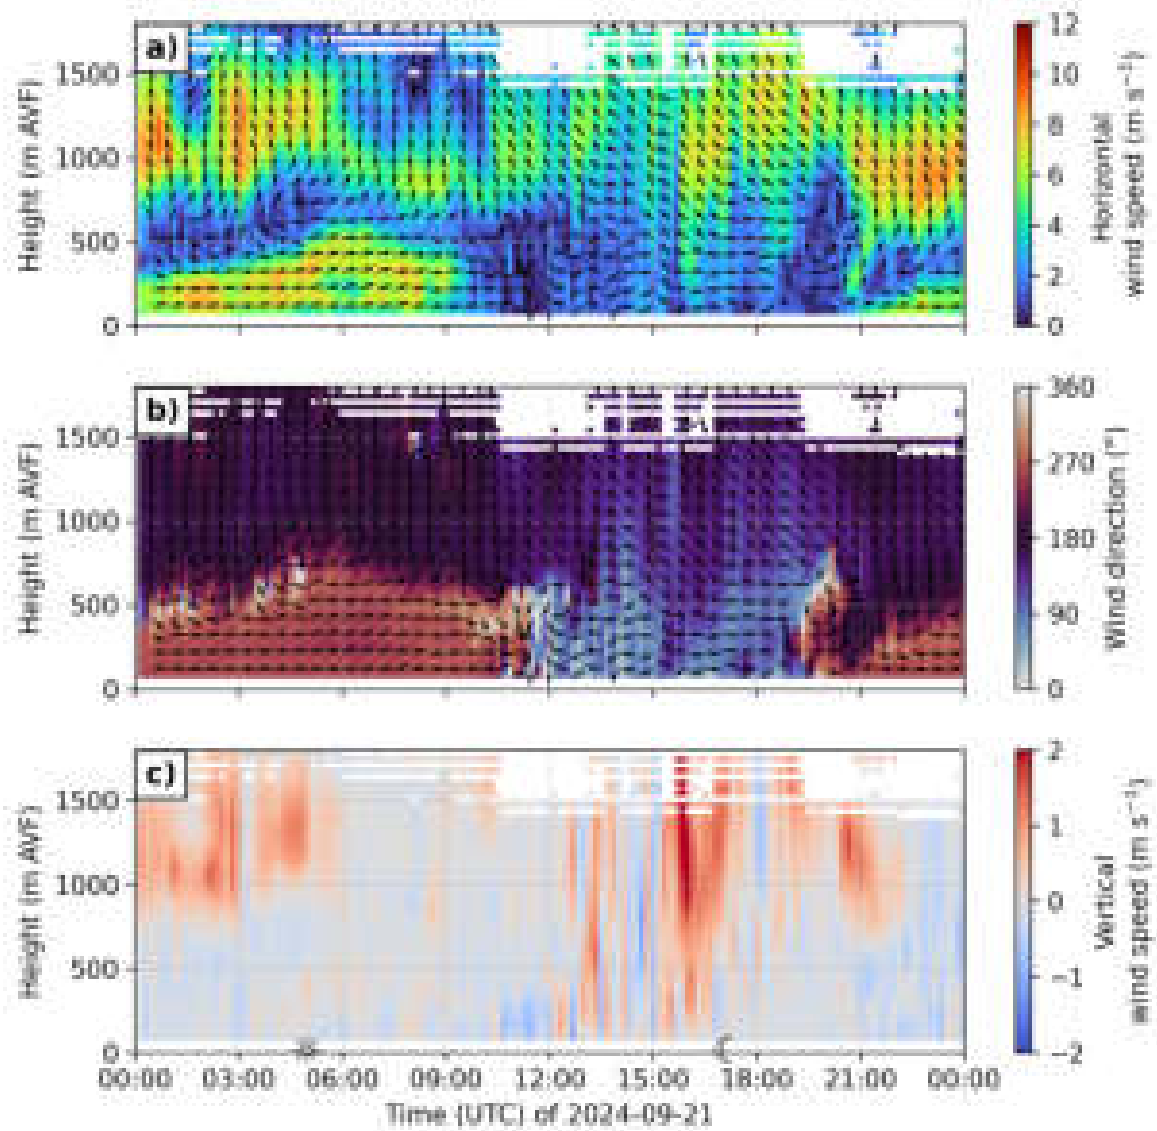 a)
1500
1000
500
0
Height (m AVF)
12
10
8
6
4
2
0
Horizontal
wind speed (m s⁻¹)
b)
1500
1000
500
0
Height (m AVF)
360
270
180
90
0
Wind direction (°)
c)
1500
1000
500
0
Height (m AVF)
2
1
0
−1
−2
Vertical
wind speed (m s⁻¹)
00:00 03:00 06:00 09:00 12:00 15:00 18:00 21:00 00:00
Time (UTC) of 2024-09-21